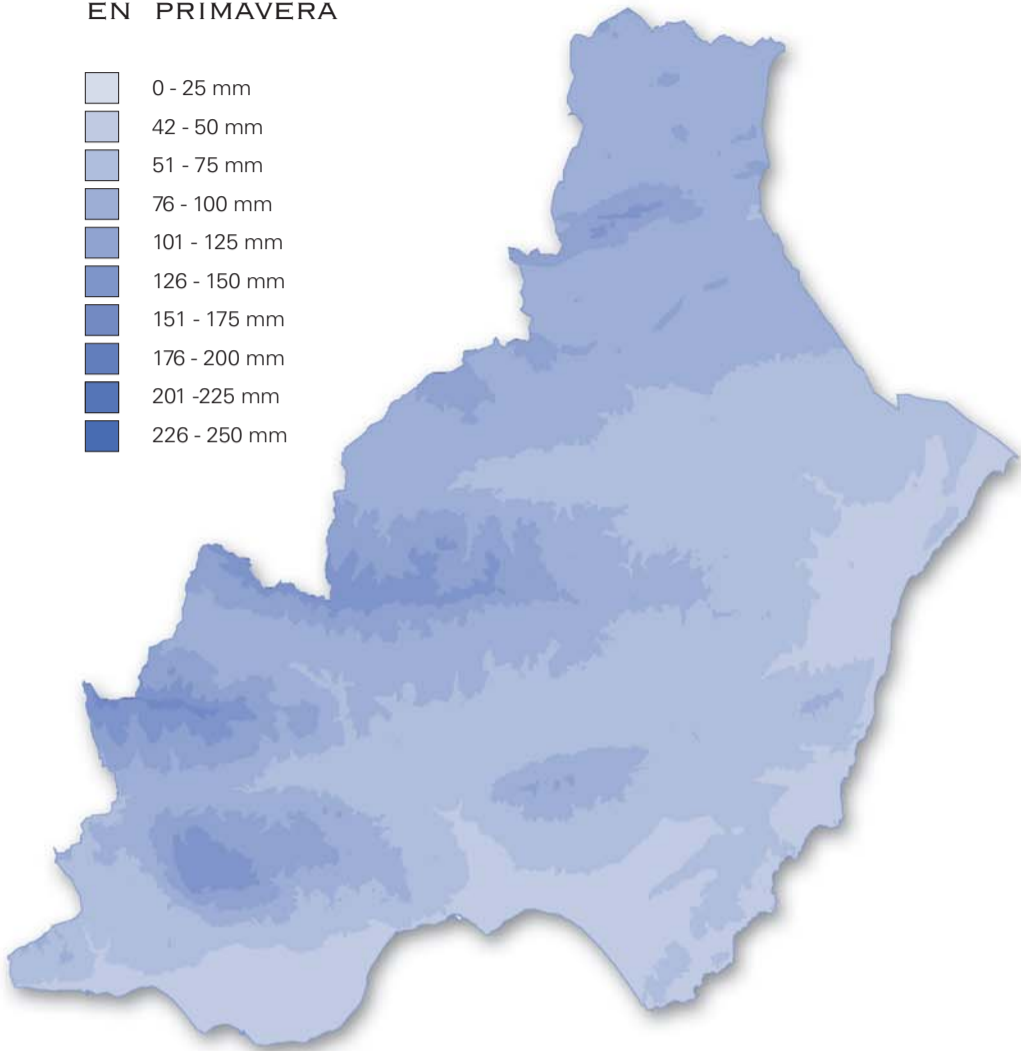 EN PRIMAVERA
0 - 25 mm
42 - 50 mm
51 - 75 mm
76 - 100 mm
101 - 125 mm
126 - 150 mm
151 - 175 mm
176 - 200 mm
201 -225 mm
226 - 250 mm